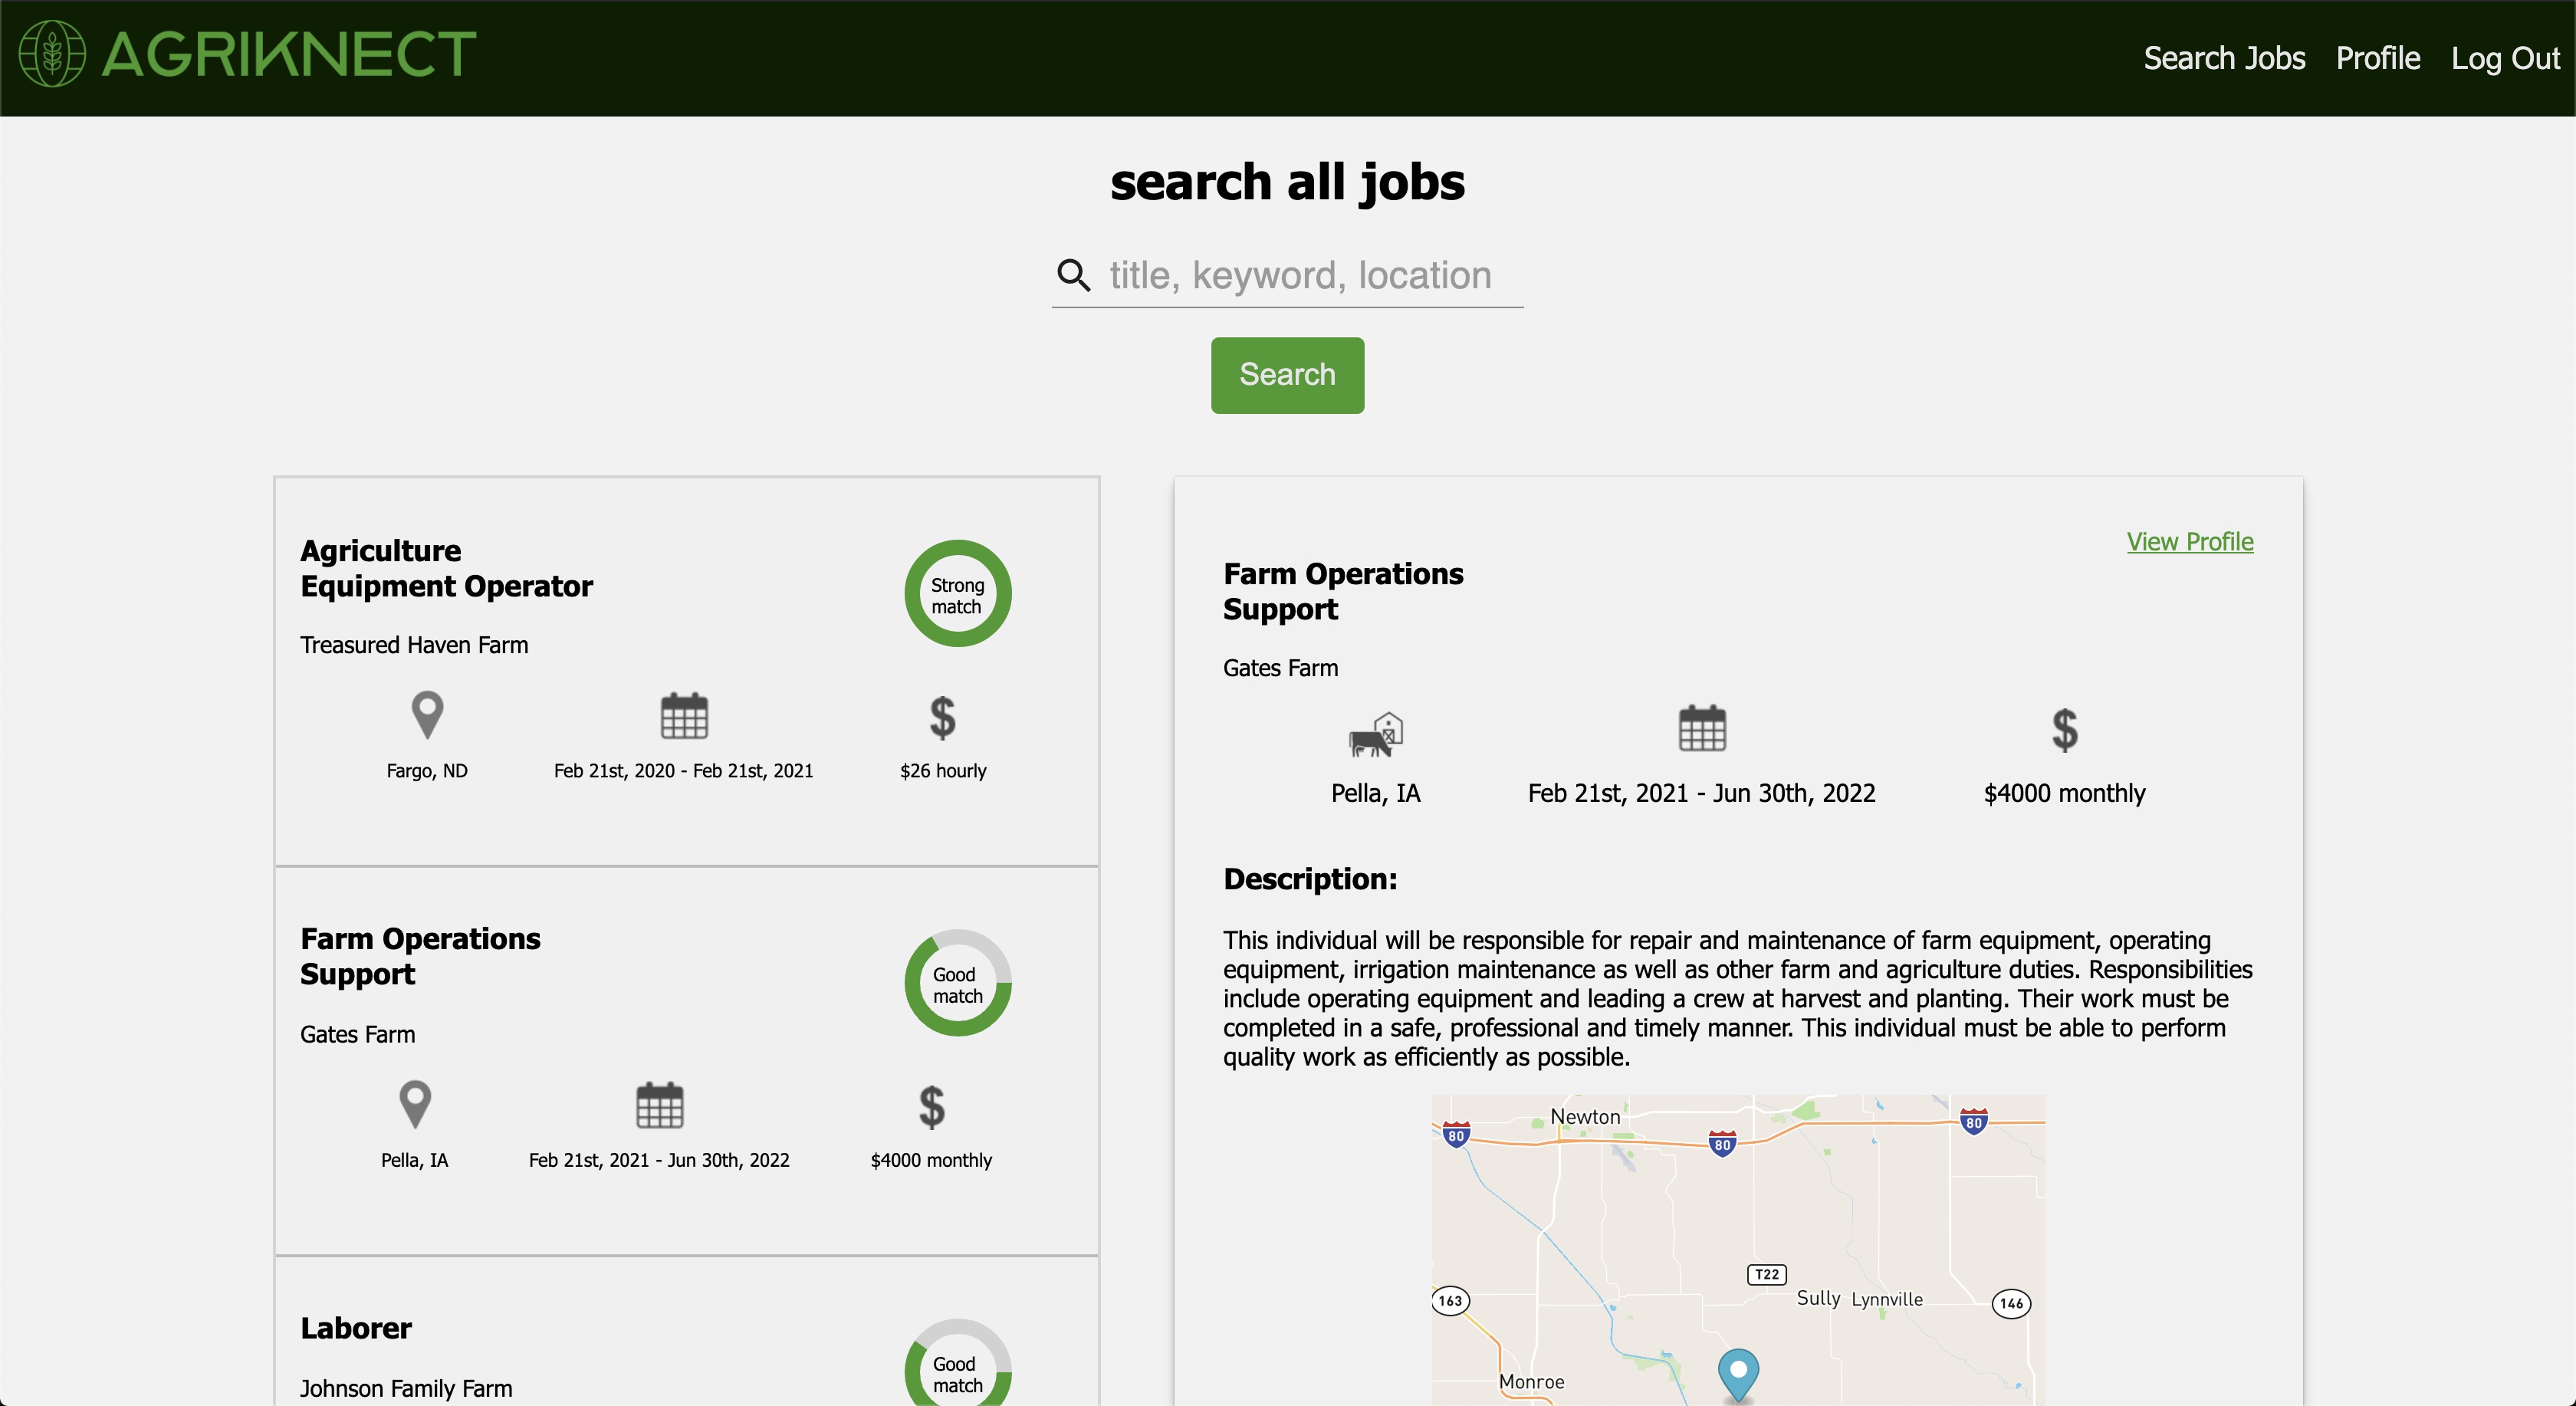 AGRIKNECT
Search Jobs Profile Log Out
search all jobs
title, keyword, location
Search
Agriculture
Equipment Operator
Strong
match
Treasured Haven Farm
Fargo, ND
Feb 21st, 2020 - Feb 21st, 2021
$26 hourly
Farm Operations
Support
Good
match
Gates Farm
Pella, IA
Feb 21st, 2021 - Jun 30th, 2022
$4000 monthly
Laborer
Good
match
Johnson Family Farm
View Profile
Farm Operations
Support
Gates Farm
Pella, IA
Feb 21st, 2021 - Jun 30th, 2022
$4000 monthly
Description:
This individual will be responsible for repair and maintenance of farm equipment, operating
equipment, irrigation maintenance as well as other farm and agriculture duties. Responsibilities
include operating equipment and leading a crew at harvest and planting. Their work must be
completed in a safe, professional and timely manner. This individual must be able to perform
quality work as efficiently as possible.
Newton
80
80
80
T22
163
Sully
Lynnville
146
Monroe